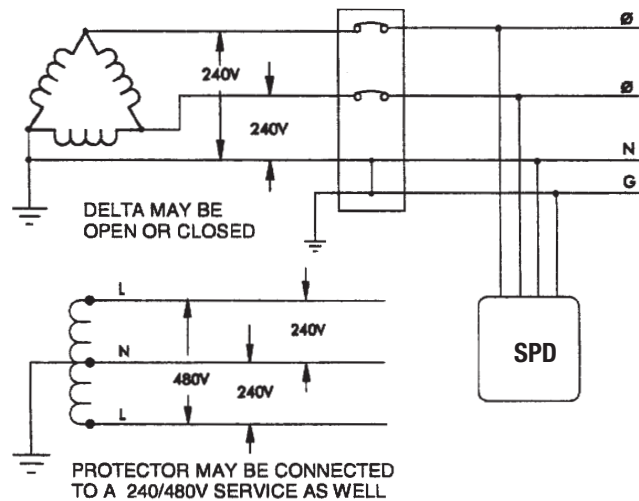 Ø
240V
Ø
240V
N
G
DELTA MAY BE
OPEN OR CLOSED
L
240V
N
480V
240V
L
SPD
PROTECTOR MAY BE CONNECTED
TO A 240/480V SERVICE AS WELL